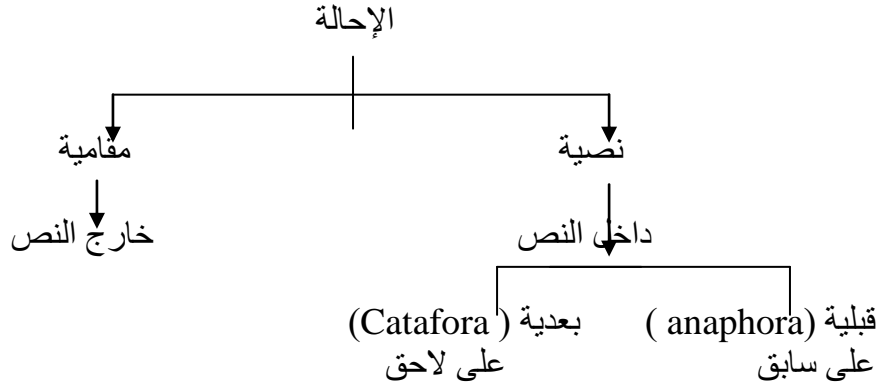 الإحالة
نصية مقامية
داخل النص خارج النص
قبلية (anaphora ) بعدية ( Catafora)
على سابق على لاحق